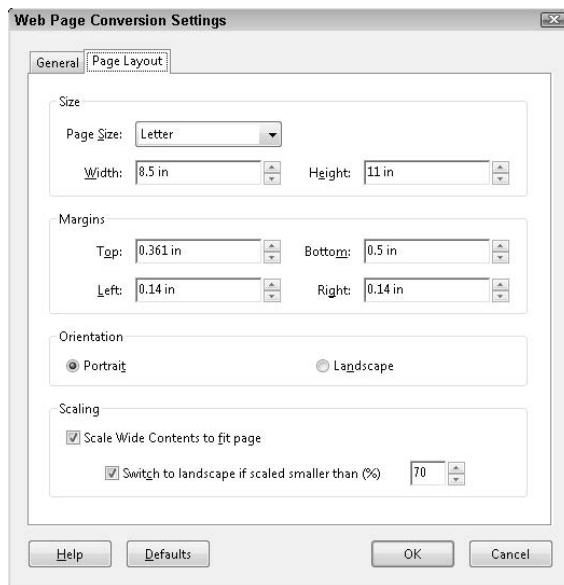 Web Page Conversion Settings
General Page Layout
Size
Page Size: Letter
Width: 8.5 in Height: 11 in
Margins
Top: 0.361 in Bottom: 0.5 in
Left: 0.14 in Right: 0.14 in
Orientation
Portrait Landscape
Scaling
Scale Wide Contents to fit page
Switch to landscape if scaled smaller than (%) 70
Help Defaults OK Cancel